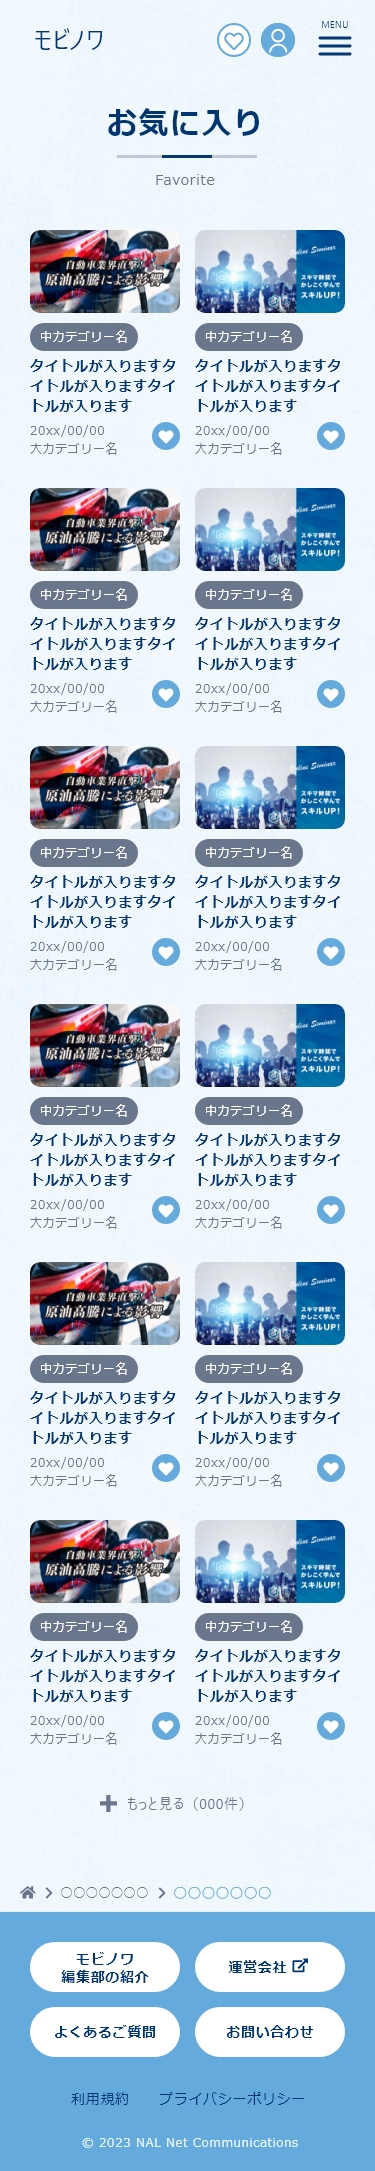 モビノワ
MENU
お気に入り
Favorite
自動車業界直撃!
原油高騰による影響
Online Seminar
スキマ時間で
かしこく学んで
スキルUP!
中カテゴリー名
中カテゴリー名
タイトルが入りますタ
イトルが入りますタイ
トルが入ります
タイトルが入りますタ
イトルが入りますタイ
トルが入ります
20xx/00/00
大カテゴリー名
20xx/00/00
大カテゴリー名
自動車業界直撃!
原油高騰による影響
Online Seminar
スキマ時間で
かしこく学んで
スキルUP!
中カテゴリー名
中カテゴリー名
タイトルが入りますタ
イトルが入りますタイ
トルが入ります
タイトルが入りますタ
イトルが入りますタイ
トルが入ります
20xx/00/00
大カテゴリー名
20xx/00/00
大カテゴリー名
自動車業界直撃!
原油高騰による影響
Online Seminar
スキマ時間で
かしこく学んで
スキルUP!
中カテゴリー名
中カテゴリー名
タイトルが入りますタ
イトルが入りますタイ
トルが入ります
タイトルが入りますタ
イトルが入りますタイ
トルが入ります
20xx/00/00
大カテゴリー名
20xx/00/00
大カテゴリー名
自動車業界直撃!
原油高騰による影響
Online Seminar
スキマ時間で
かしこく学んで
スキルUP!
中カテゴリー名
中カテゴリー名
タイトルが入りますタ
イトルが入りますタイ
トルが入ります
タイトルが入りますタ
イトルが入りますタイ
トルが入ります
20xx/00/00
大カテゴリー名
20xx/00/00
大カテゴリー名
自動車業界直撃!
原油高騰による影響
Online Seminar
スキマ時間で
かしこく学んで
スキルUP!
中カテゴリー名
中カテゴリー名
タイトルが入りますタ
イトルが入りますタイ
トルが入ります
タイトルが入りますタ
イトルが入りますタイ
トルが入ります
20xx/00/00
大カテゴリー名
20xx/00/00
大カテゴリー名
自動車業界直撃!
原油高騰による影響
Online Seminar
スキマ時間で
かしこく学んで
スキルUP!
中カテゴリー名
中カテゴリー名
タイトルが入りますタ
イトルが入りますタイ
トルが入ります
タイトルが入りますタ
イトルが入りますタイ
トルが入ります
20xx/00/00
大カテゴリー名
20xx/00/00
大カテゴリー名
もっと見る（000件）
〇〇〇〇〇〇〇 〇〇〇〇〇〇〇
モビノワ
編集部の紹介
運営会社
よくあるご質問
お問い合わせ
利用規約 プライバシーポリシー
© 2023 NAL Net Communications